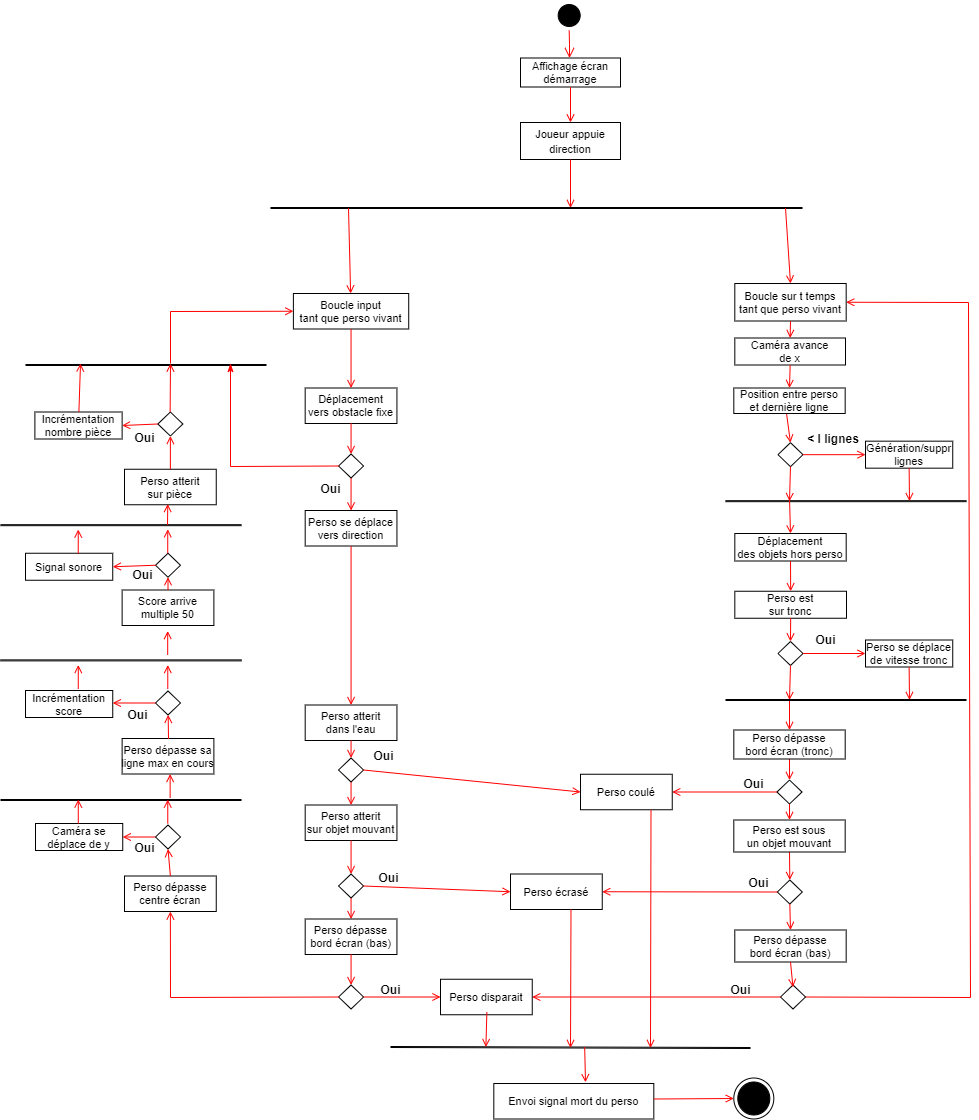 Affichage écran
démarrage
Joueur appuie
direction
Boucle input
tant que perso vivant
Boucle sur t temps
tant que perso vivant
Caméra avance
de x
Déplacement
vers obstacle fixe
Position entre perso
et dernière ligne
Incrémentation
nombre pièce
Oui
< l lignes
Génération/suppr
lignes
Perso atterit
sur pièce
Oui
Perso se déplace
vers direction
Déplacement
des objets hors perso
Signal sonore
Oui
Score arrive
multiple 50
Perso est
sur tronc
Oui
Perso se déplace
de vitesse tronc
Incrémentation
score
Oui
Perso atterit
dans l'eau
Perso dépasse sa
ligne max en cours
Oui
Perso dépasse
bord écran (tronc)
Perso coulé
Oui
Caméra se
déplace de y
Oui
Perso atterit
sur objet mouvant
Perso est sous
un objet mouvant
Perso dépasse
centre écran
Oui
Perso écrasé
Oui
Perso dépasse
bord écran (bas)
Perso dépasse
bord écran (bas)
Oui
Perso disparait
Oui
Envoi signal mort du perso